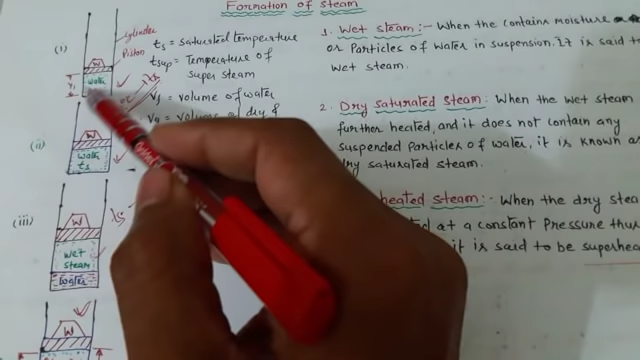 Formation of steam
(i)
W
water
Cylinder
Piston
ts = saturated temperature
tsup = Temperature of
Super steam
Vf = volume of water
Vg = volume of dry &
(ii)
W
water
ts
(iii)
W
wet
steam
water
ts
W
1. Wet steam :- When the contains moisture
or Particles of water in suspension. It is said to
wet steam.
2. Dry saturated steam: When the wet steam
further heated, and it does not contain any
suspended particles of water, it is known as
dry saturated steam.
heated steam :- When the dry stea
at a constant Pressure thus
it is said to be superhea